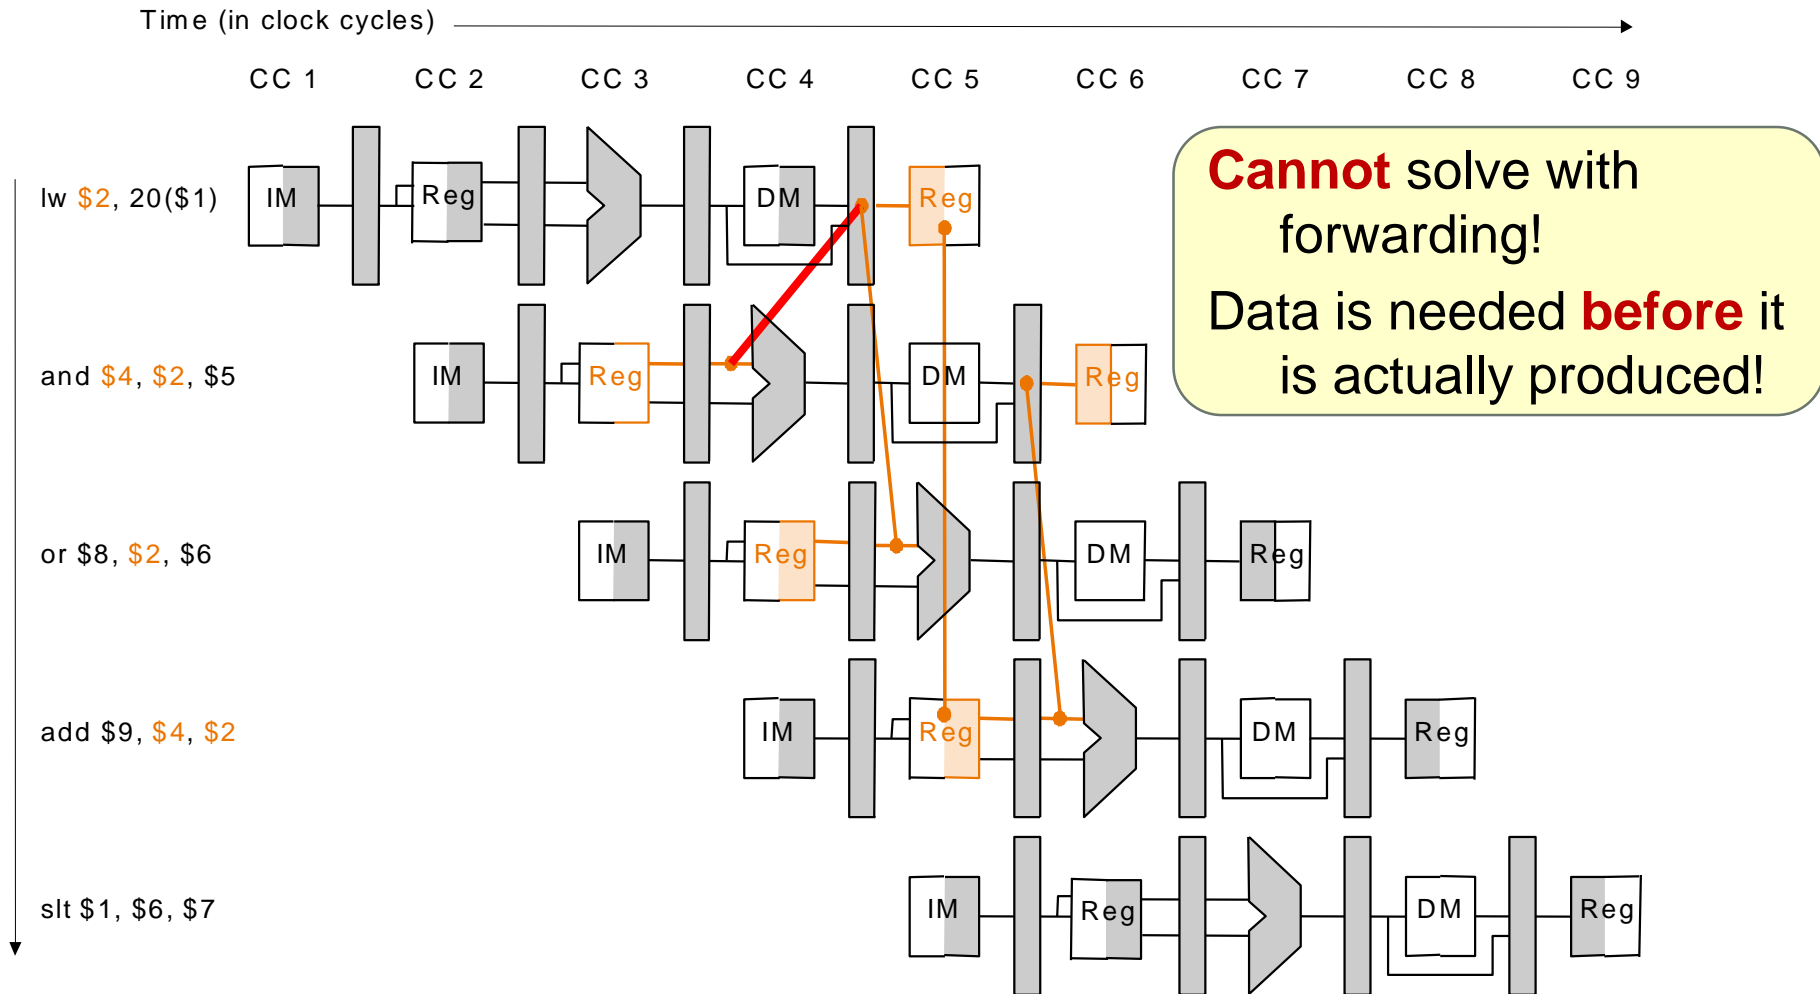 Time (in clock cycles)
CC 1 CC 2 CC 3 CC 4 CC 5 CC 6 CC 7 CC 8 CC 9
Cannot solve with
forwarding!
Data is needed before it
is actually produced!
lw $2, 20($1) IM Reg DM Reg
and $4, $2, $5 IM Reg DM Reg
or $8, $2, $6 IM Reg DM Reg
add $9, $4, $2 IM Reg DM Reg
slt $1, $6, $7 IM Reg DM Reg